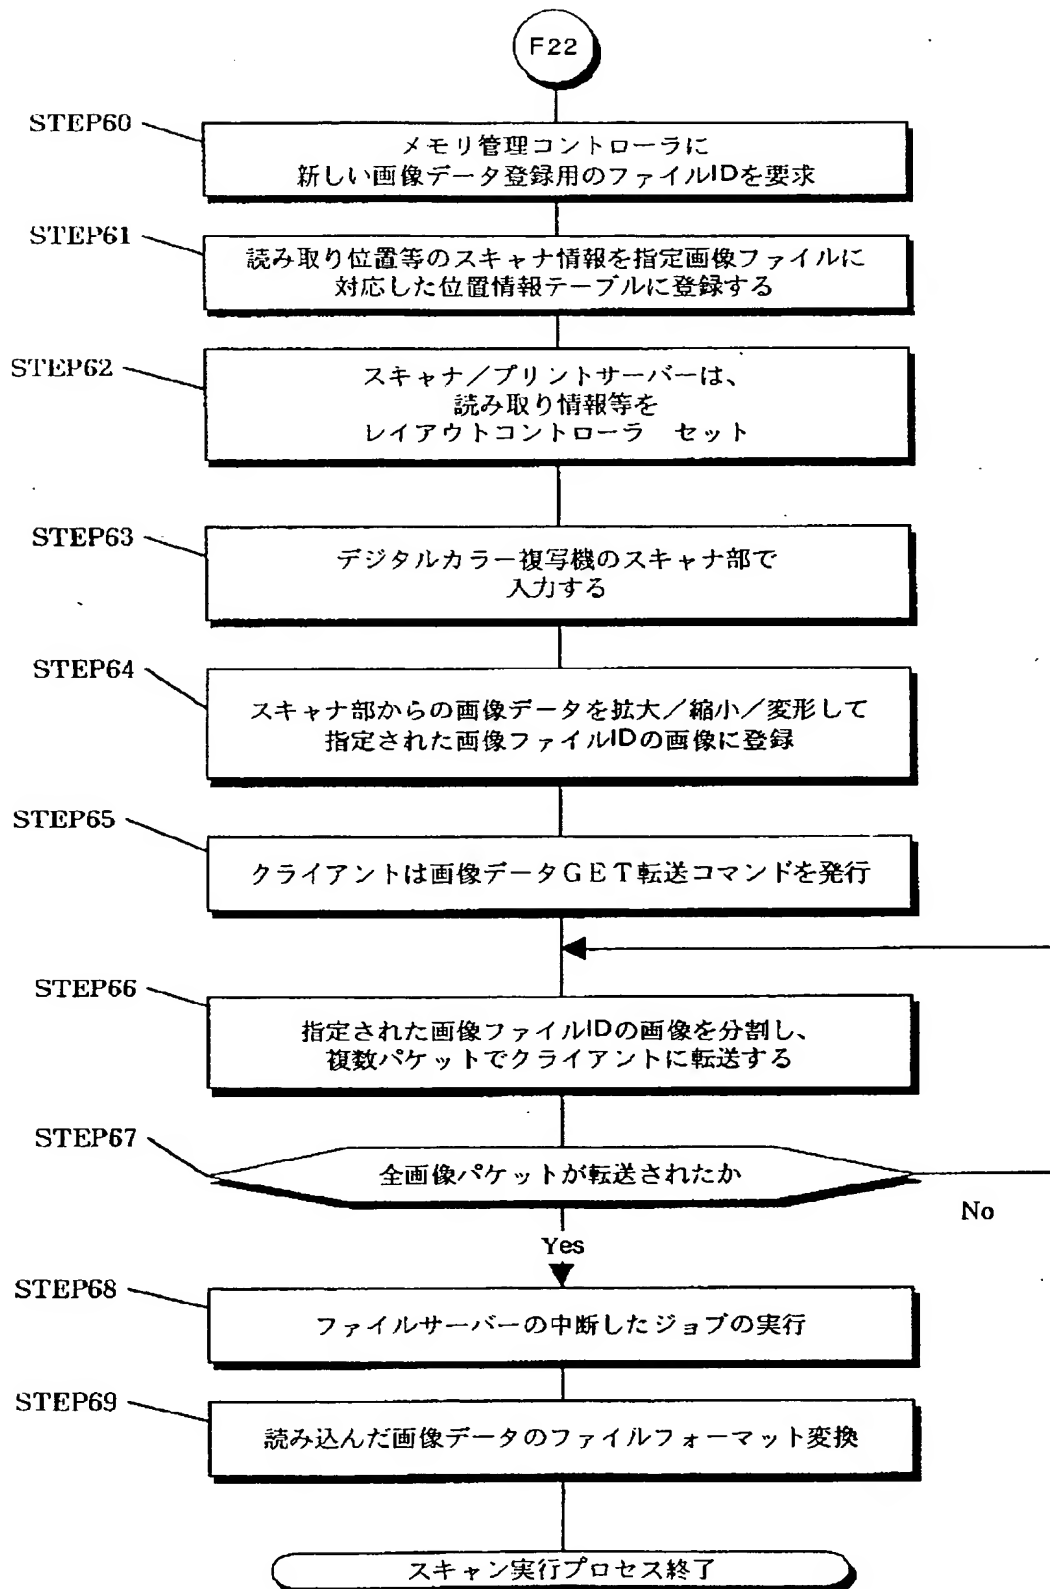 F22
STEP60
メモリ管理コントローラに
新しい画像データ登録用のファイルIDを要求
STEP61
読み取り位置等のスキャナ情報を指定画像ファイルに
対応した位置情報テーブルに登録する
STEP62
スキャナ／プリントサーバーは、
読み取り情報等を
レイアウトコントローラ　セット
STEP63
デジタルカラー複写機のスキャナ部で
入力する
STEP64
スキャナ部からの画像データを拡大／縮小／変形して
指定された画像ファイルIDの画像に登録
STEP65
クライアントは画像データGET転送コマンドを発行
STEP66
指定された画像ファイルIDの画像を分割し、
複数パケットでクライアントに転送する
STEP67
全画像パケットが転送されたか
No
Yes
STEP68
ファイルサーバーの中断したジョブの実行
STEP69
読み込んだ画像データのファイルフォーマット変換
スキャン実行プロセス終了